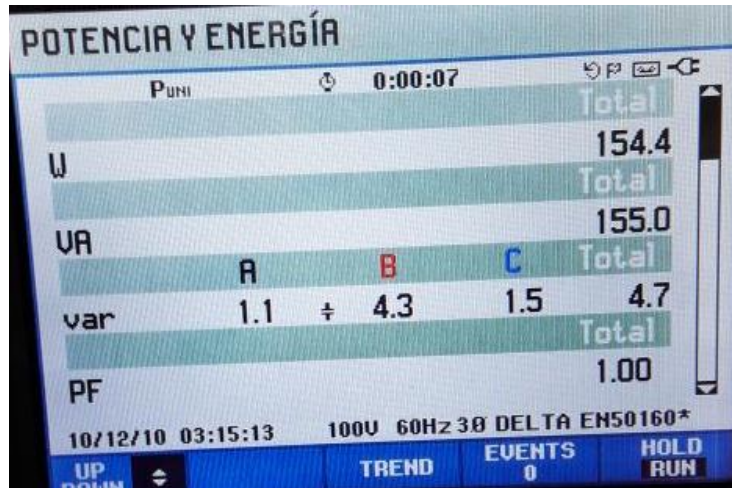 POTENCIA Y ENERGÍA
PUNI 0:00:07
Total
W 154.4
Total
VA 155.0
A B C Total
var 1.1 4.3 1.5 4.7
Total
PF 1.00
10/12/10 03:15:13 100V 60Hz 3Ø DELTA EN50160*
UP DOWN TREND EVENTS 0 HOLD RUN